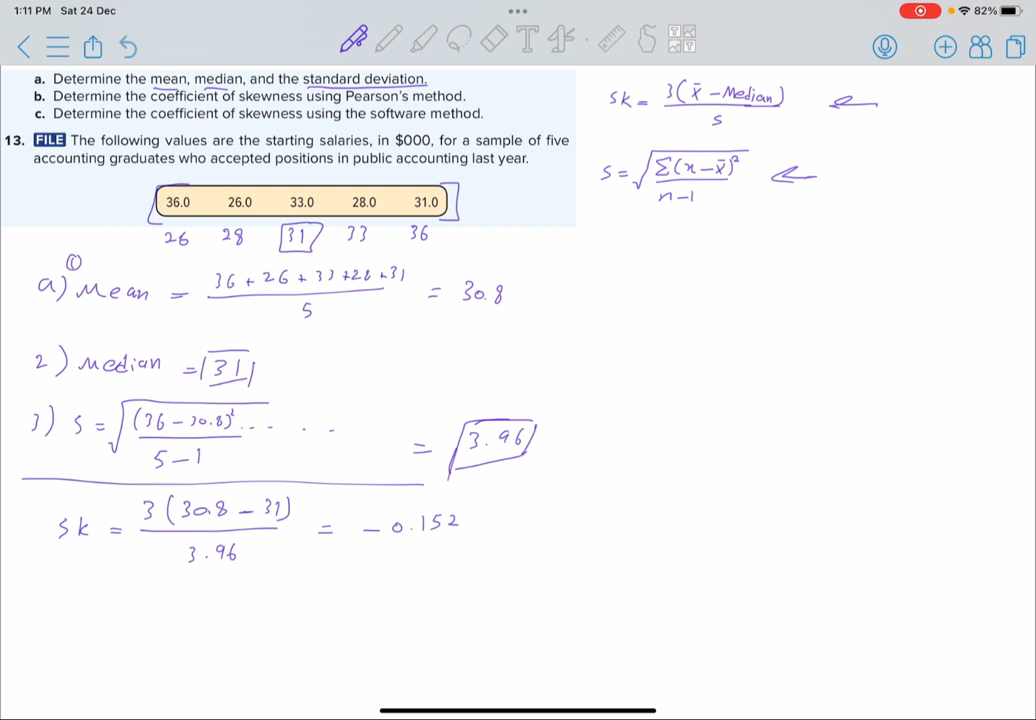 1:11 PM Sat 24 Dec
82%
a. Determine the mean, median, and the standard deviation.
b. Determine the coefficient of skewness using Pearson's method.
c. Determine the coefficient of skewness using the software method.
13. FILE The following values are the starting salaries, in $000, for a sample of five
accounting graduates who accepted positions in public accounting last year.
36.0 26.0 33.0 28.0 31.0
26 28 31 33 36
sk = 3(x̄ - Median) / s
s = √(Σ(x - x̄)² / n-1)
①
a) Mean = 36 + 26 + 33 + 28 + 31 / 5 = 30.8
2) Median = 31
3) s = √((36 - 30.8)² ... / 5-1) ... = 3.96
sk = 3(30.8 - 31) / 3.96 = -0.152